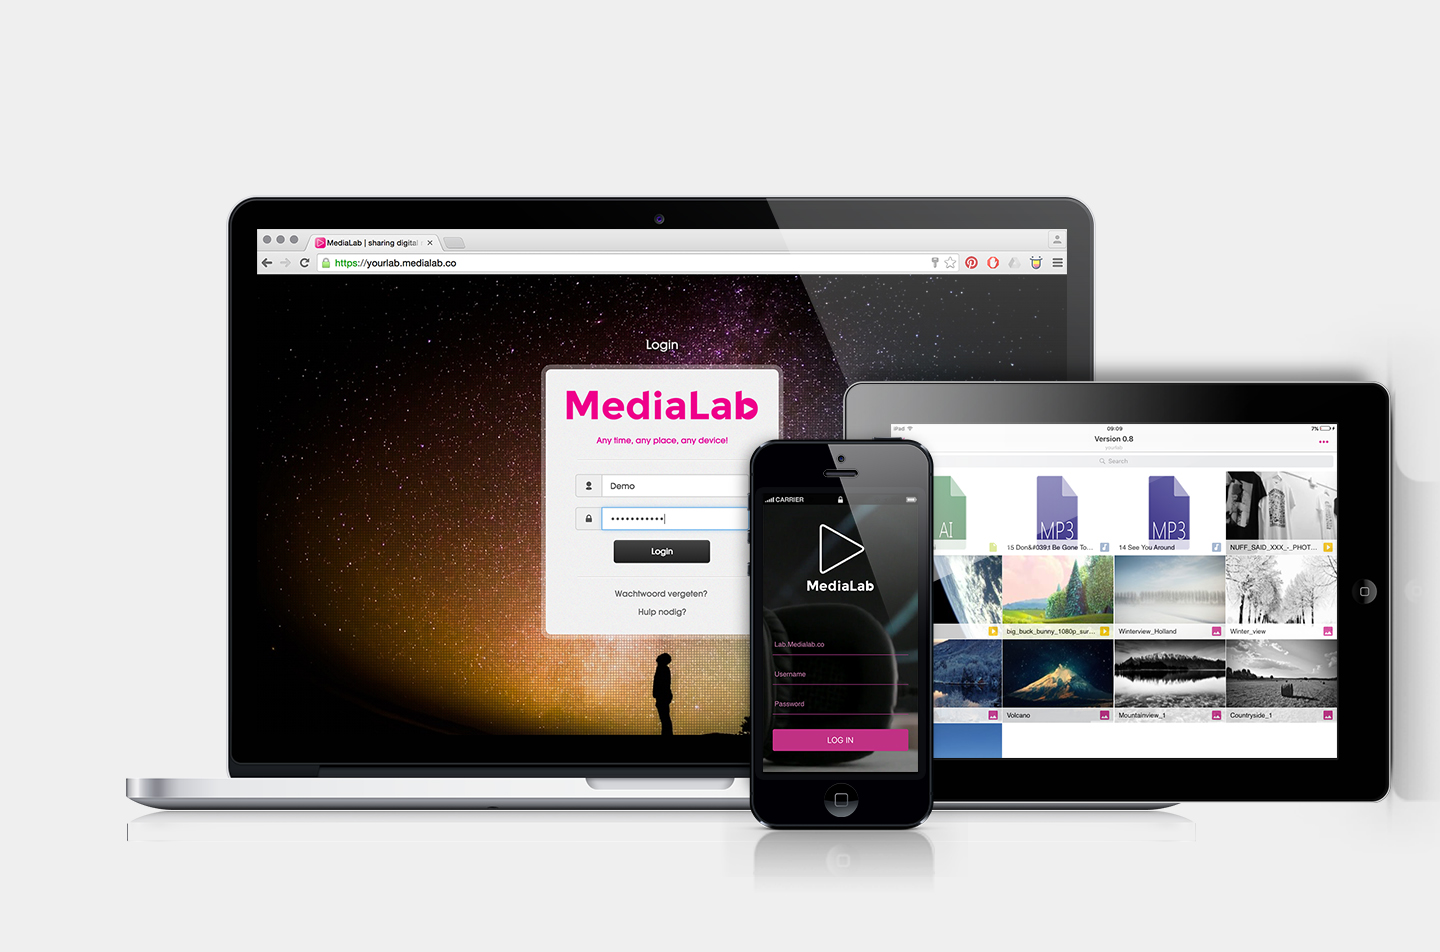 MediaLab | sharing digital
https://yourlab.medialab.co
Login
MediaLab
Any time, any place, any device!
Demo
Login
Wachtwoord vergeten?
Hulp nodig?
CARRIER
MediaLab
Lab.Medialab.co
Username
Password
LOG IN
iPad
09:09
7%
Version 0.8
yourlab
Search
AI
MP3
MP3
15 Don&#039;t Be Gone To...
14 See You Around
NUFF_SAID_XXX_-_PHOT...
big_buck_bunny_1080p_sur...
Winterview_Holland
Winter_view
Volcano
Mountainview_1
Countryside_1